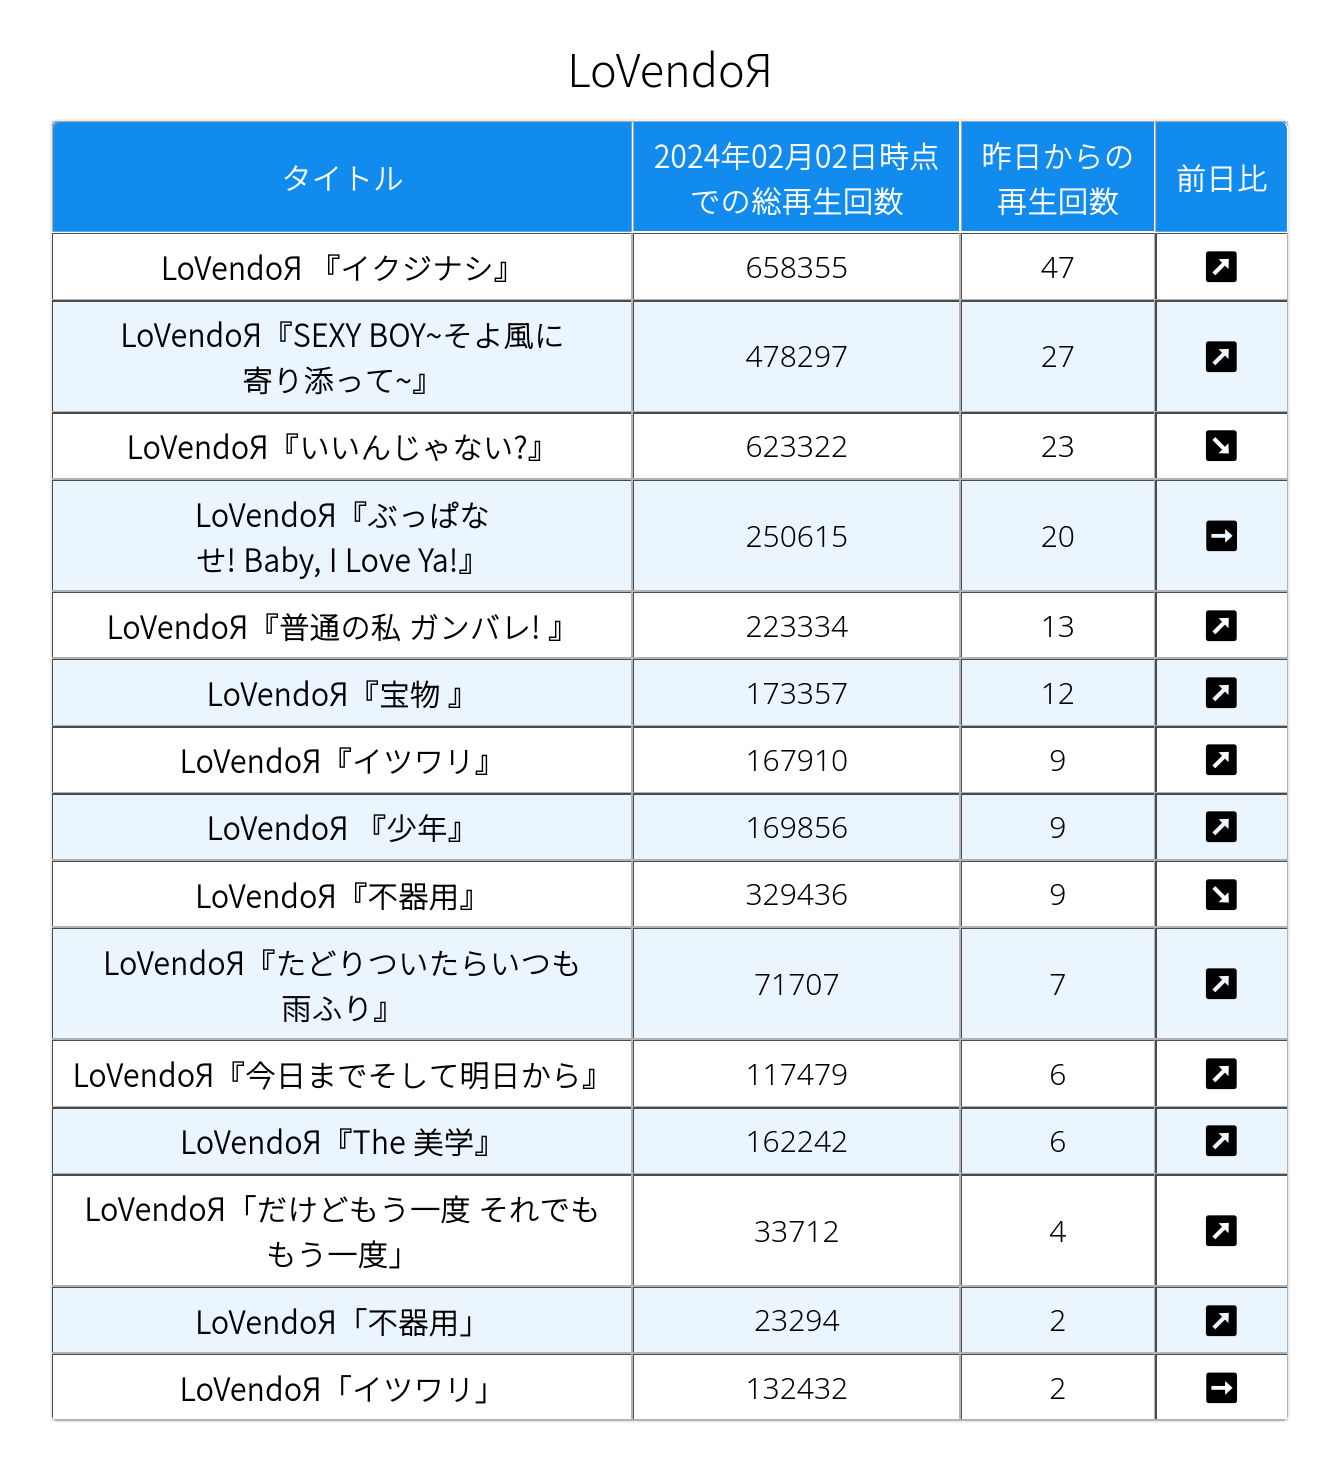 LoVendoЯ
タイトル
2024年02月02日時点
での総再生回数
昨日からの
再生回数
前日比
LoVendoЯ 『イクジナシ』
658355
47
LoVendoЯ『SEXY BOY~そよ風に
寄り添って~』
478297
27
LoVendoЯ『いいんじゃない?』
623322
23
LoVendoЯ『ぶっぱな
せ! Baby, I Love Ya!』
250615
20
LoVendoЯ『普通の私 ガンバレ! 』
223334
13
LoVendoЯ『宝物 』
173357
12
LoVendoЯ『イツワリ』
167910
9
LoVendoЯ 『少年』
169856
9
LoVendoЯ『不器用』
329436
9
LoVendoЯ『たどりついたらいつも
雨ふり』
71707
7
LoVendoЯ『今日までそして明日から』
117479
6
LoVendoЯ『The 美学』
162242
6
LoVendoЯ「だけどもう一度 それでも
もう一度」
33712
4
LoVendoЯ「不器用」
23294
2
LoVendoЯ「イツワリ」
132432
2